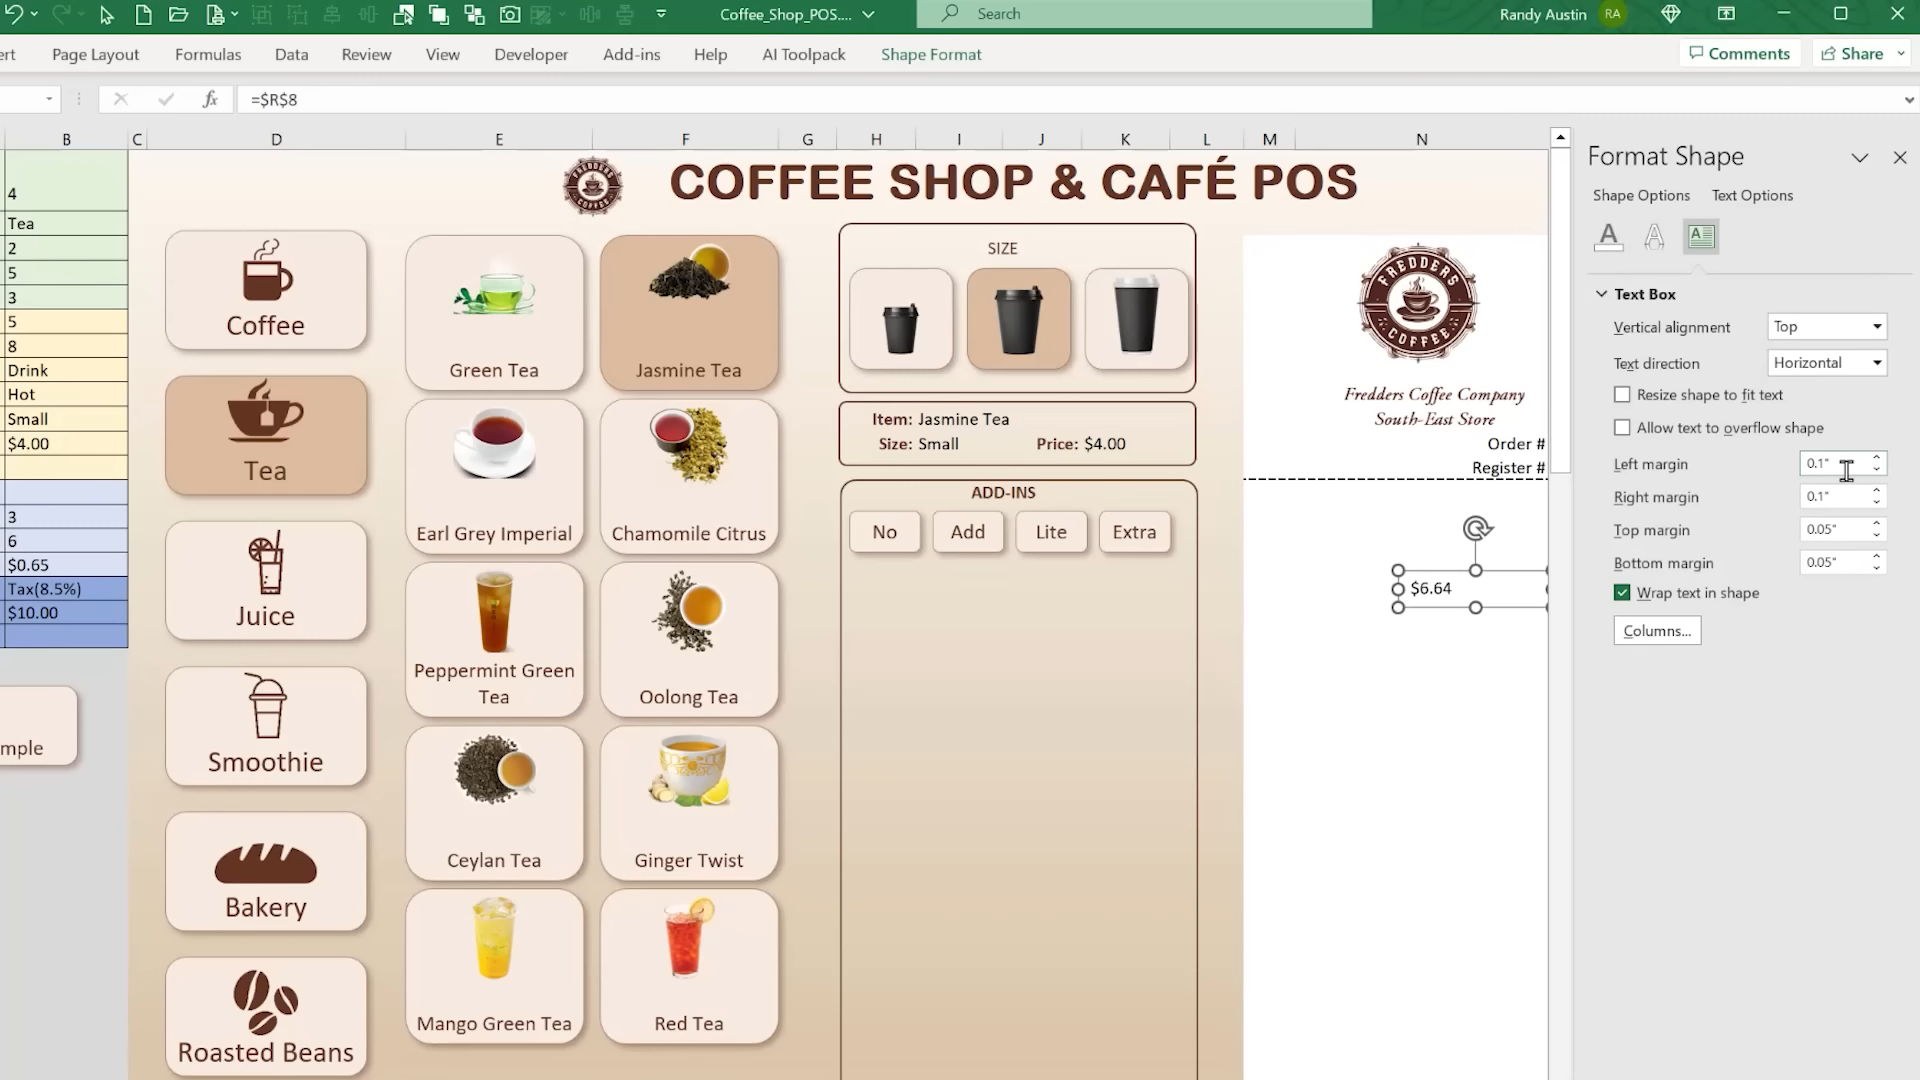 Coffee_Shop_POS....
Search
Randy Austin
RA
ert
Page Layout
Formulas
Data
Review
View
Developer
Add-ins
Help
AI Toolpack
Shape Format
Comments
Share
fx
=$R$8
B
C
D
E
F
G
H
I
J
K
L
M
N
4
Tea
2
5
3
5
8
Drink
Hot
Small
$4.00
3
6
$0.65
Tax(8.5%)
$10.00
mple
COFFEE SHOP & CAFÉ POS
Coffee
Tea
Juice
Smoothie
Bakery
Roasted Beans
Green Tea
Jasmine Tea
Earl Grey Imperial
Chamomile Citrus
Peppermint Green
Tea
Oolong Tea
Ceylan Tea
Ginger Twist
Mango Green Tea
Red Tea
SIZE
Item: Jasmine Tea
Size: Small Price: $4.00
ADD-INS
No
Add
Lite
Extra
FREDDERS
COFFEE
Fredders Coffee Company
South-East Store
Order #
Register #
$6.64
Format Shape
Shape Options
Text Options
Text Box
Vertical alignment Top
Text direction Horizontal
Resize shape to fit text
Allow text to overflow shape
Left margin 0.1"
Right margin 0.1"
Top margin 0.05"
Bottom margin 0.05"
Wrap text in shape
Columns...